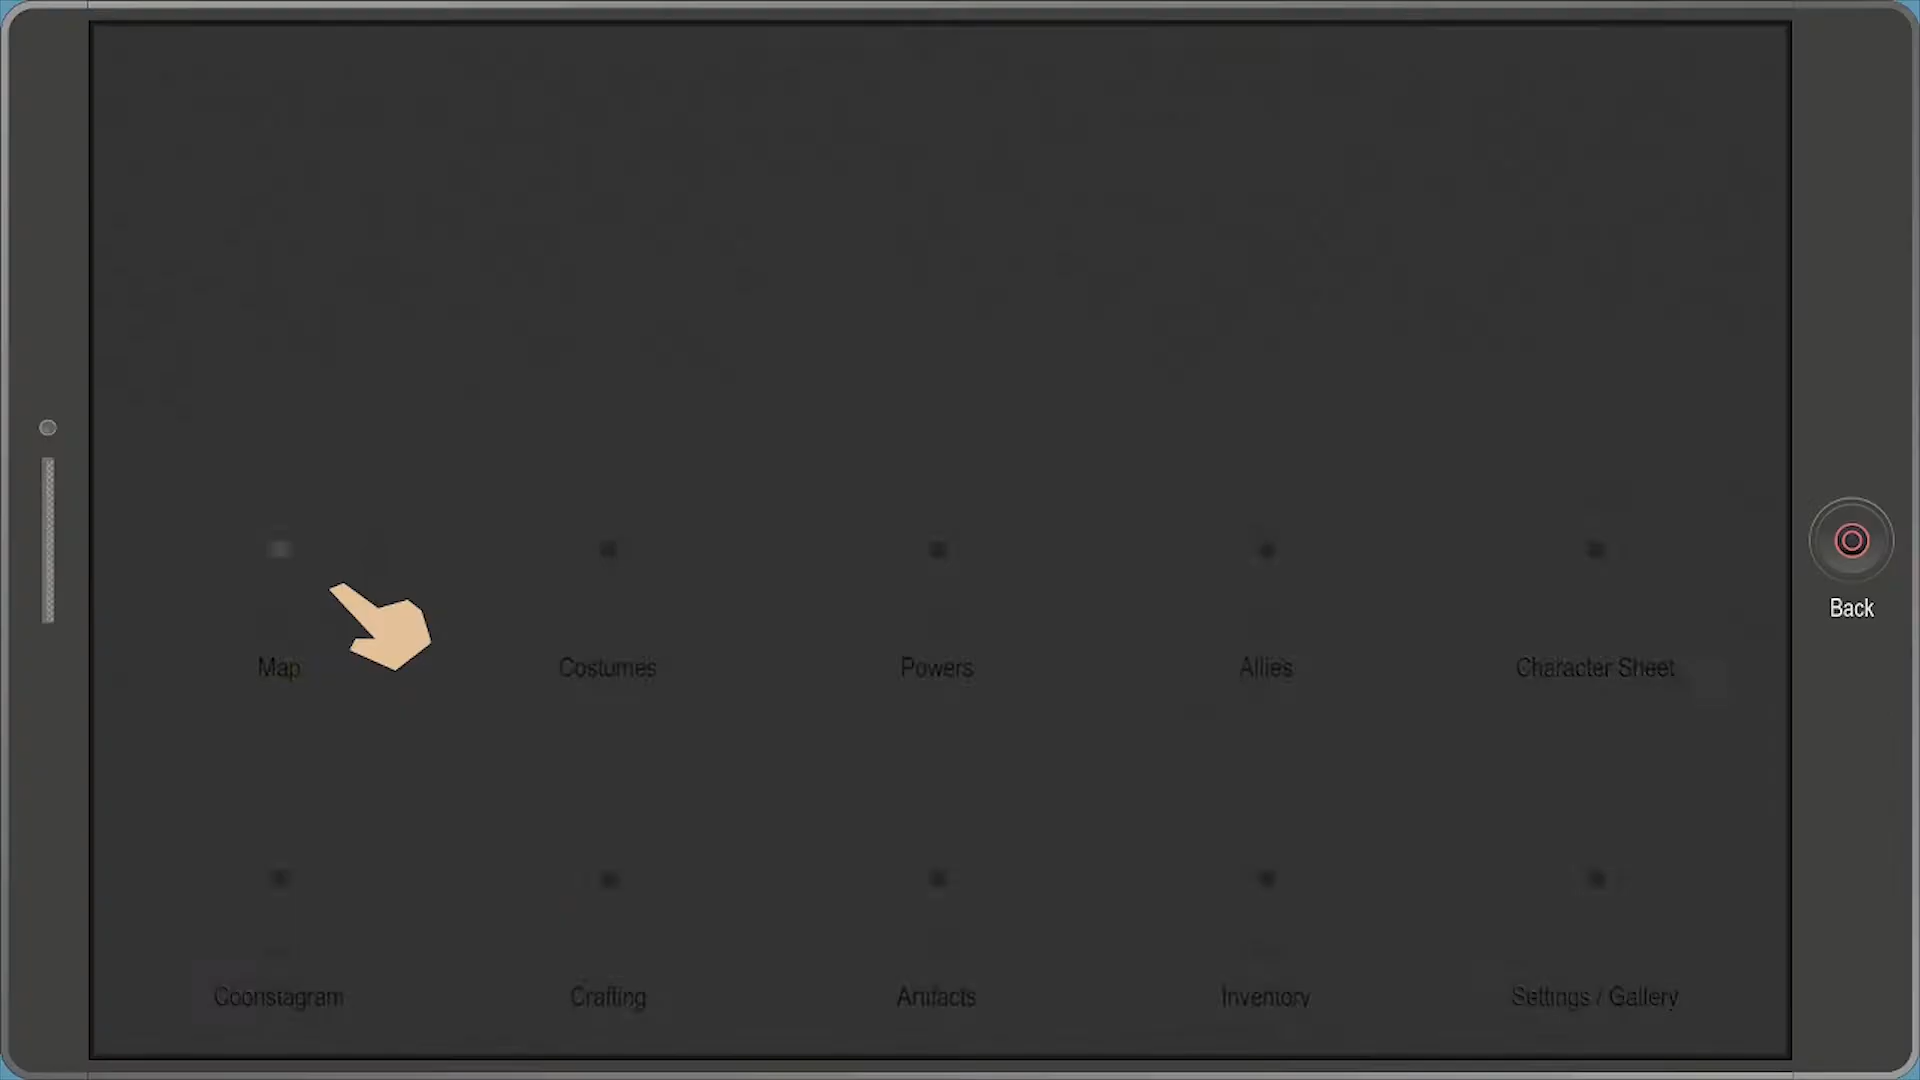 Back
Map
Costumes
Powers
Allies
Character Sheet
Coonstagram
Crafting
Artifacts
Inventory
Settings / Gallery